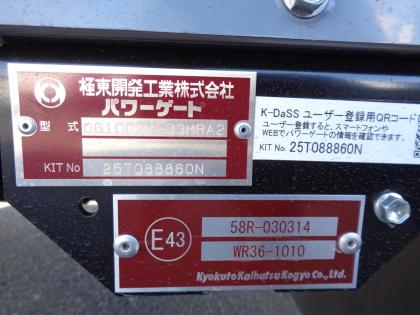 極東開発工業株式会社
パワーゲート
型式
KIT No 25T088860N
K-DaSS ユーザー登録用QRコード
ユーザー登録すると、スマートフォンや
WEBでパワーゲートの情報を確認できます。
KIT No. 25T088860N
E43
58R-030314
WR36-1010
Kyokuto Kaihatsu Kogyo Co., Ltd.